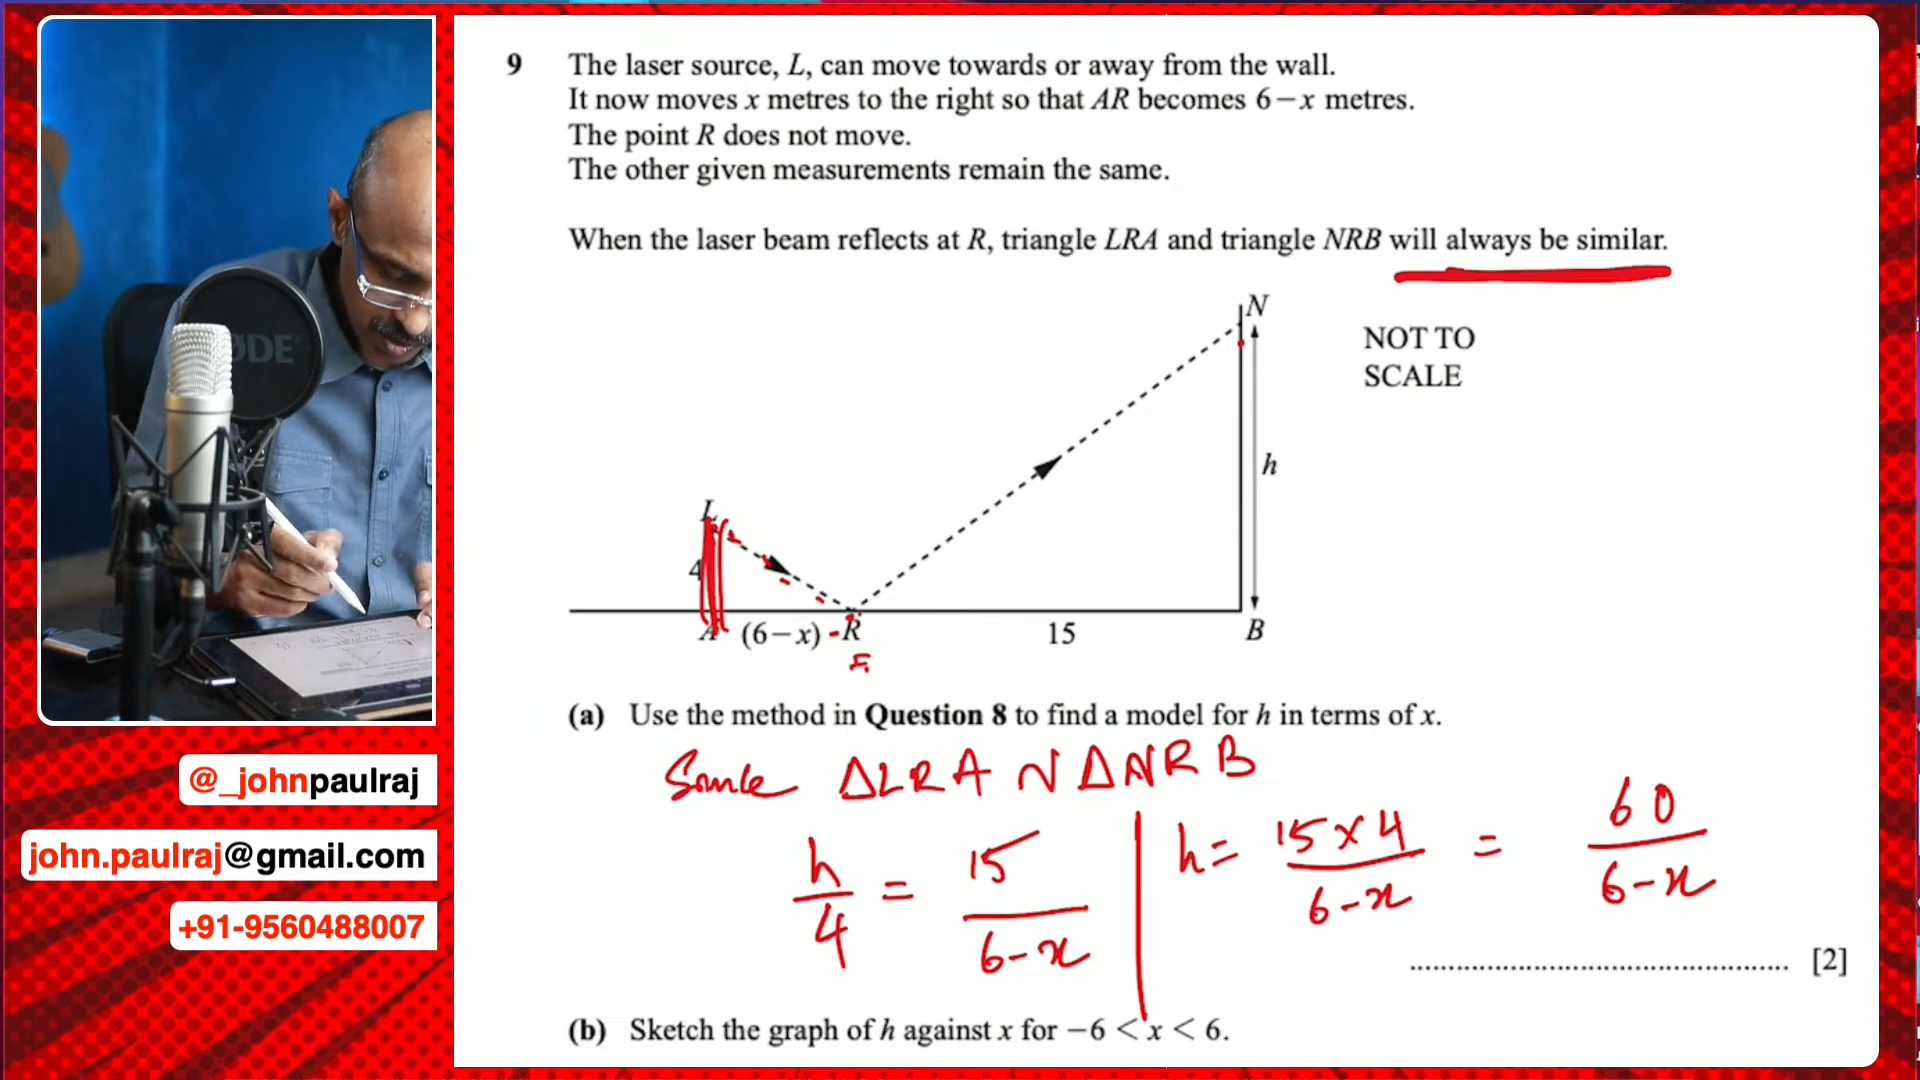 9 The laser source, L, can move towards or away from the wall.
It now moves x metres to the right so that AR becomes 6−x metres.
The point R does not move.
The other given measurements remain the same.
When the laser beam reflects at R, triangle LRA and triangle NRB will always be similar.
N
NOT TO
SCALE
h
L
4
A (6−x) R 15 B
(a) Use the method in Question 8 to find a model for h in terms of x.
ΔLRA ~ ΔNRB
h/4 = 15/6-x
h = 15×4/6-x = 60/6-x
[2]
(b) Sketch the graph of h against x for −6 < x < 6.
RØDE
@_johnpaulraj
john.paulraj@gmail.com
+91-9560488007